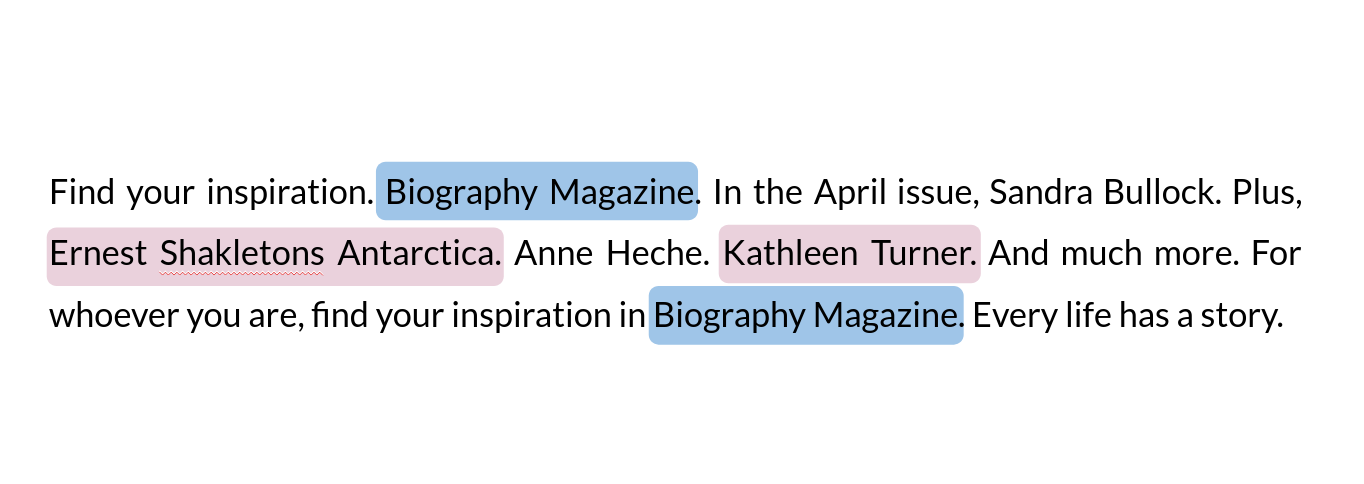 Find your inspiration. Biography Magazine. In the April issue, Sandra Bullock. Plus,
Ernest Shakletons Antarctica. Anne Heche. Kathleen Turner. And much more. For
whoever you are, find your inspiration in Biography Magazine. Every life has a story.